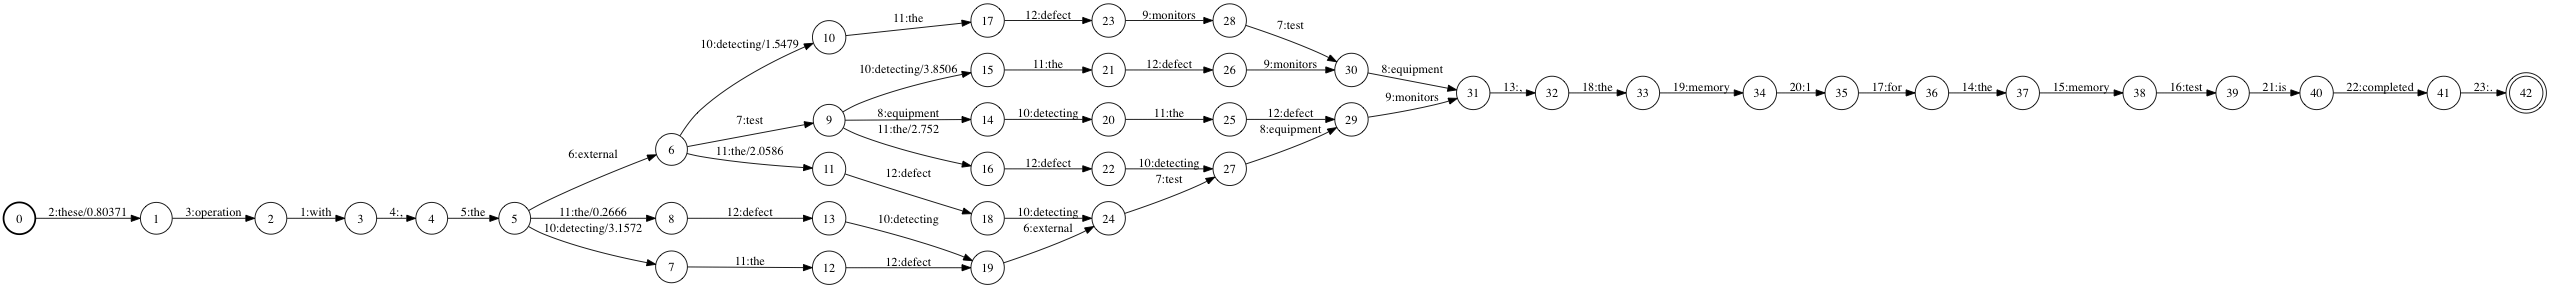 11:the
17
12:defect
23
9:monitors
28
7:test
10
10:detecting/1.5479
10:detecting/3.8506
15
11:the
21
12:defect
26
9:monitors
30
8:equipment
31
13:,
32
18:the
33
19:memory
34
20:1
35
17:for
36
14:the
37
15:memory
38
16:test
39
21:is
40
22:completed
41
23:.
42
9:monitors
7:test
9
8:equipment
14
10:detecting
20
11:the
25
12:defect
29
11:the/2.752
8:equipment
6:external
6
11:the/2.0586
11
12:defect
16
12:defect
22
10:detecting
27
7:test
0
2:these/0.80371
1
3:operation
2
1:with
3
4:,
4
5:the
5
11:the/0.2666
8
12:defect
13
10:detecting
18
10:detecting
24
6:external
10:detecting/3.1572
7
11:the
12
12:defect
19